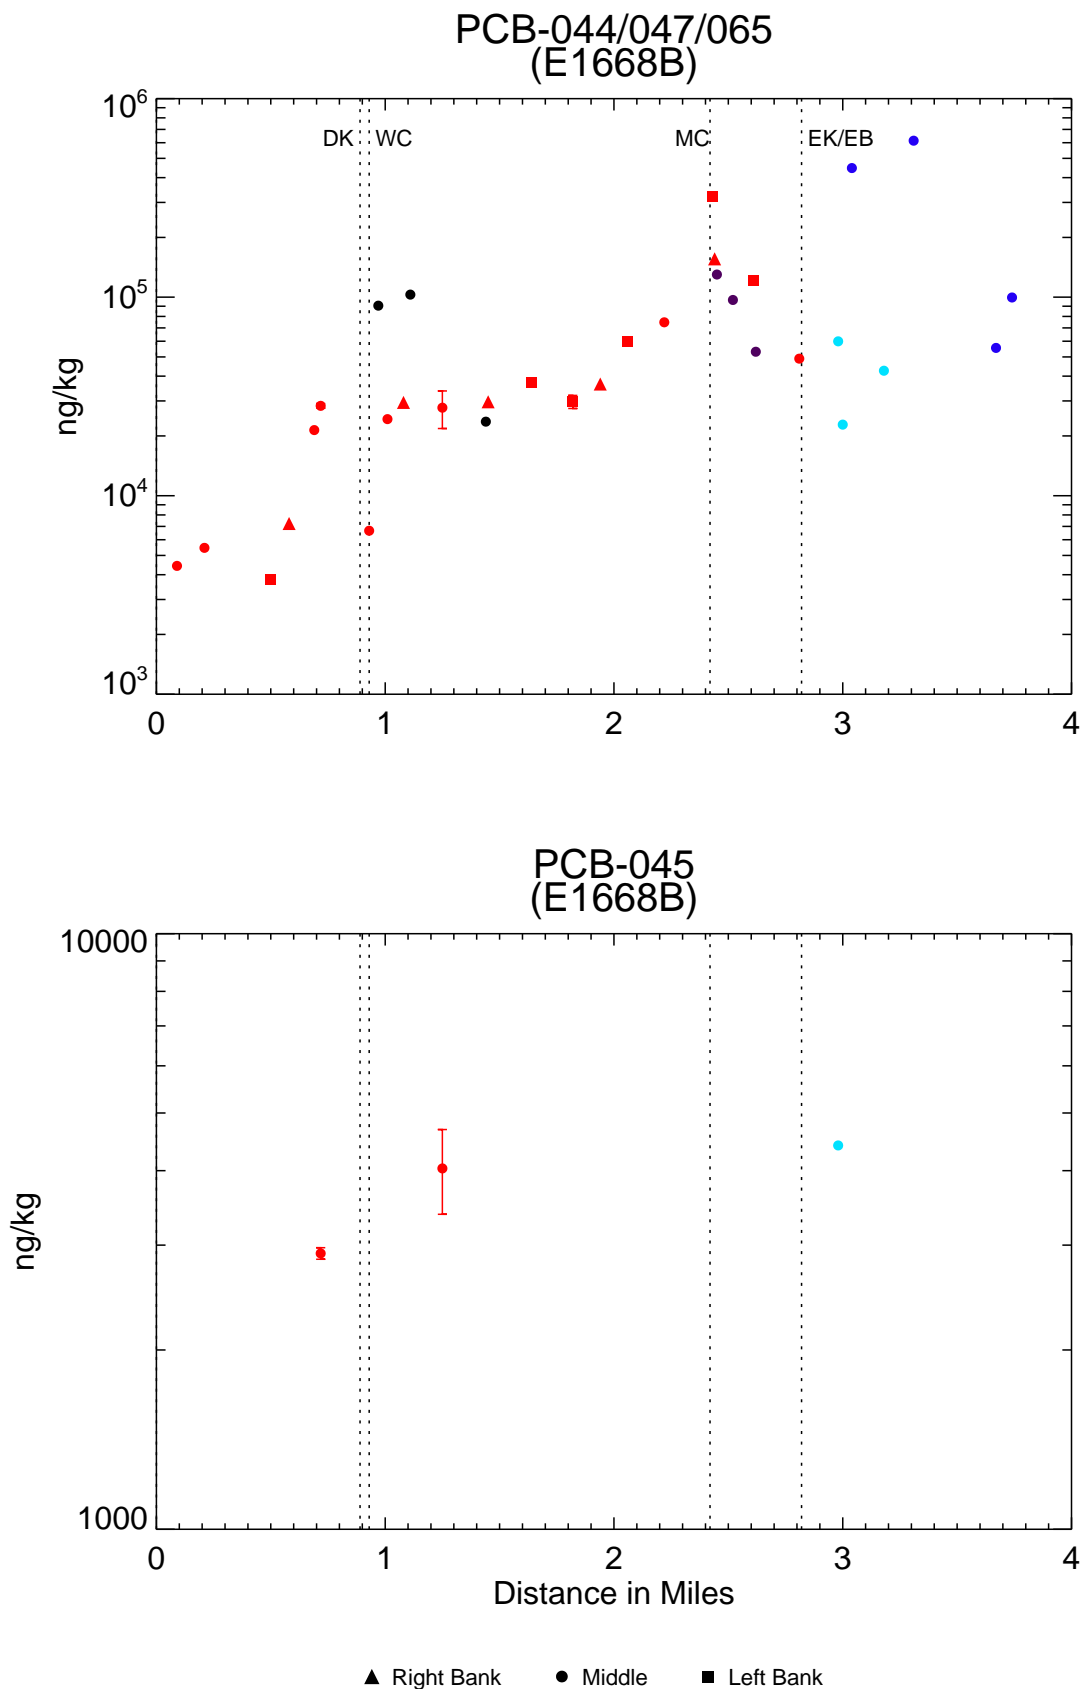 PCB-044/047/065
(E1668B)
10^6
DK WC MC EK/EB
10^5
ng/kg
10^4
10^3
0 1 2 3 4
PCB-045
(E1668B)
10000
ng/kg
1000
0 1 2 3 4
Distance in Miles
Right Bank Middle Left Bank